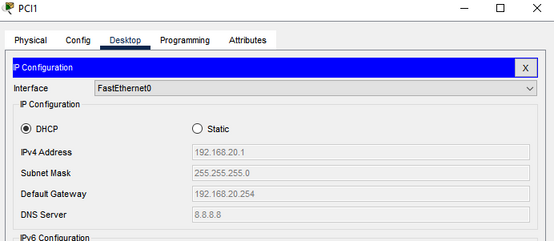 PCI1
Physical Config Desktop Programming Attributes
IP Configuration X
Interface FastEthernet0
IP Configuration
DHCP Static
IPv4 Address 192.168.20.1
Subnet Mask 255.255.255.0
Default Gateway 192.168.20.254
DNS Server 8.8.8.8
IPv6 Configuration